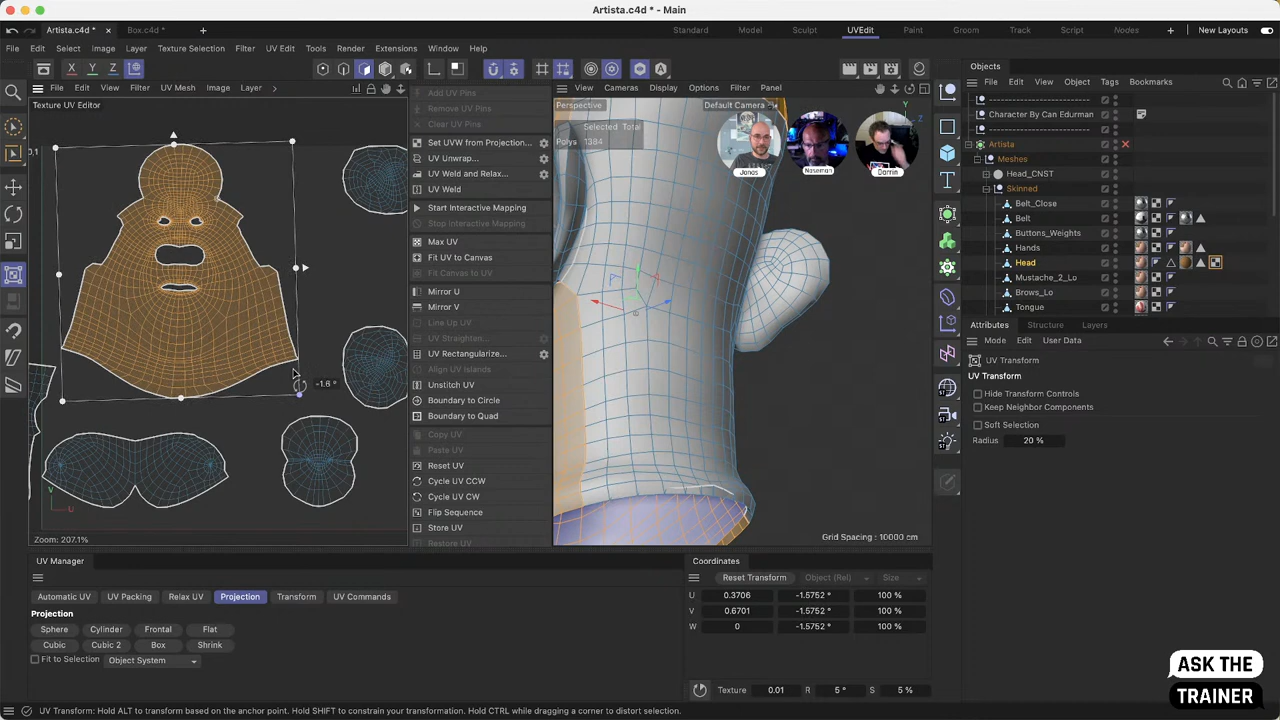 Artista.c4d * - Main
Artista.c4d *
Box.c4d *
Standard
Model
Sculpt
UVEdit
Paint
Groom
Track
Script
Nodes
New Layouts
File
Edit
Select
Image
Layer
Texture Selection
Filter
UV Edit
Tools
Render
Extensions
Window
Help
X
Y
Z
File
Edit
View
Filter
UV Mesh
Image
Layer
Texture UV Editor
Zoom: 207.1%
-1.6 °
V
U
Add UV Pins
Remove UV Pins
Clear UV Pins
Set UVW from Projection...
UV Unwrap...
UV Weld and Relax...
UV Weld
Start Interactive Mapping
Stop Interactive Mapping
Max UV
Fit UV to Canvas
Fit Canvas to UV
Mirror U
Mirror V
Line Up UV
UV Straighten...
UV Rectangularize...
Align UV Islands
Unstitch UV
Boundary to Circle
Boundary to Quad
Copy UV
Paste UV
Reset UV
Cycle UV CCW
Cycle UV CW
Flip Sequence
Store UV
Restore UV
View
Cameras
Display
Options
Filter
Panel
Perspective
Default Camera
Selected Total
Polys 1384
Jonas
Naseman
Darrin
Y
Grid Spacing : 10000 cm
Objects
File
Edit
View
Object
Tags
Bookmarks
Character By Can Edurman
Artista
Meshes
Head_CNST
Skinned
Belt_Close
Belt
Buttons_Weights
Hands
Head
Mustache_2_Lo
Brows_Lo
Tongue
Attributes
Structure
Layers
Mode
Edit
User Data
UV Transform
UV Transform
Hide Transform Controls
Keep Neighbor Components
Soft Selection
Radius 20 %
UV Manager
Automatic UV
UV Packing
Relax UV
Projection
Transform
UV Commands
Projection
Sphere
Cylinder
Frontal
Flat
Cubic
Cubic 2
Box
Shrink
Fit to Selection
Object System
Coordinates
Reset Transform
Object (Rel)
Size
U 0.3706 -1.5752 ° 100 %
V 0.6701 -1.5752 ° 100 %
W 0 -1.5752 ° 100 %
Texture 0.01 R 5 ° S 5 %
ASK THE
TRAINER
UV Transform: Hold ALT to transform based on the anchor point. Hold SHIFT to constrain your transformation. Hold CTRL while dragging a corner to distort selection.